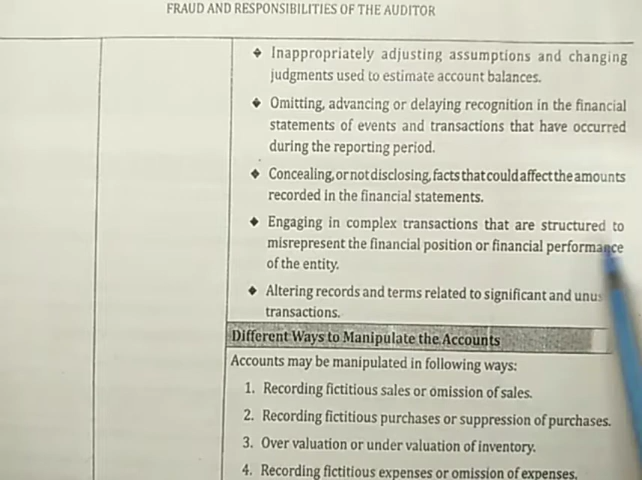 FRAUD AND RESPONSIBILITIES OF THE AUDITOR
❖ Inappropriately adjusting assumptions and changing
judgments used to estimate account balances.
❖ Omitting, advancing or delaying recognition in the financial
statements of events and transactions that have occurred
during the reporting period.
❖ Concealing, or not disclosing, facts that could affect the amounts
recorded in the financial statements.
❖ Engaging in complex transactions that are structured to
misrepresent the financial position or financial performance
of the entity.
❖ Altering records and terms related to significant and
transactions.
Different Ways to Manipulate the Accounts
Accounts may be manipulated in following ways:
1. Recording fictitious sales or omission of sales.
2. Recording fictitious purchases or suppression of purchases.
3. Over valuation or under valuation of inventory.
4. Recording fictitious expenses or omission of expenses.